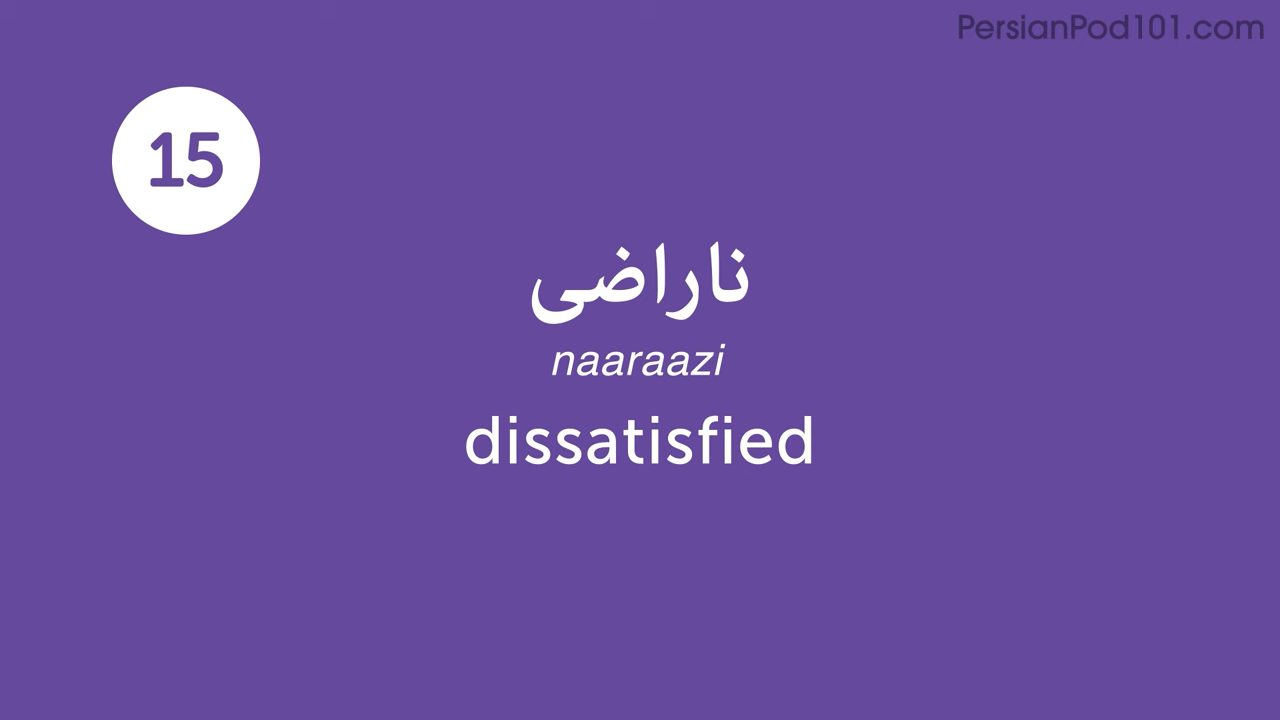 PersianPod101.com
15
ناراضی
naaraazi
dissatisfied